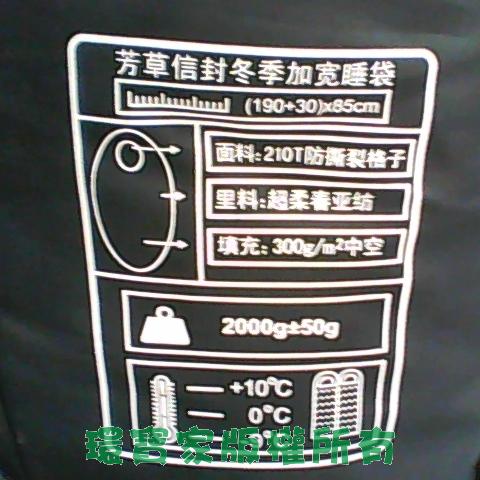 芳草信封冬季加宽睡袋
(190+30)x85cm
面料:210T防撕裂格子
里料:超柔春亚纺
填充:300g/m²中空
2000g±50g
+10℃
0℃
環寶家版權所有